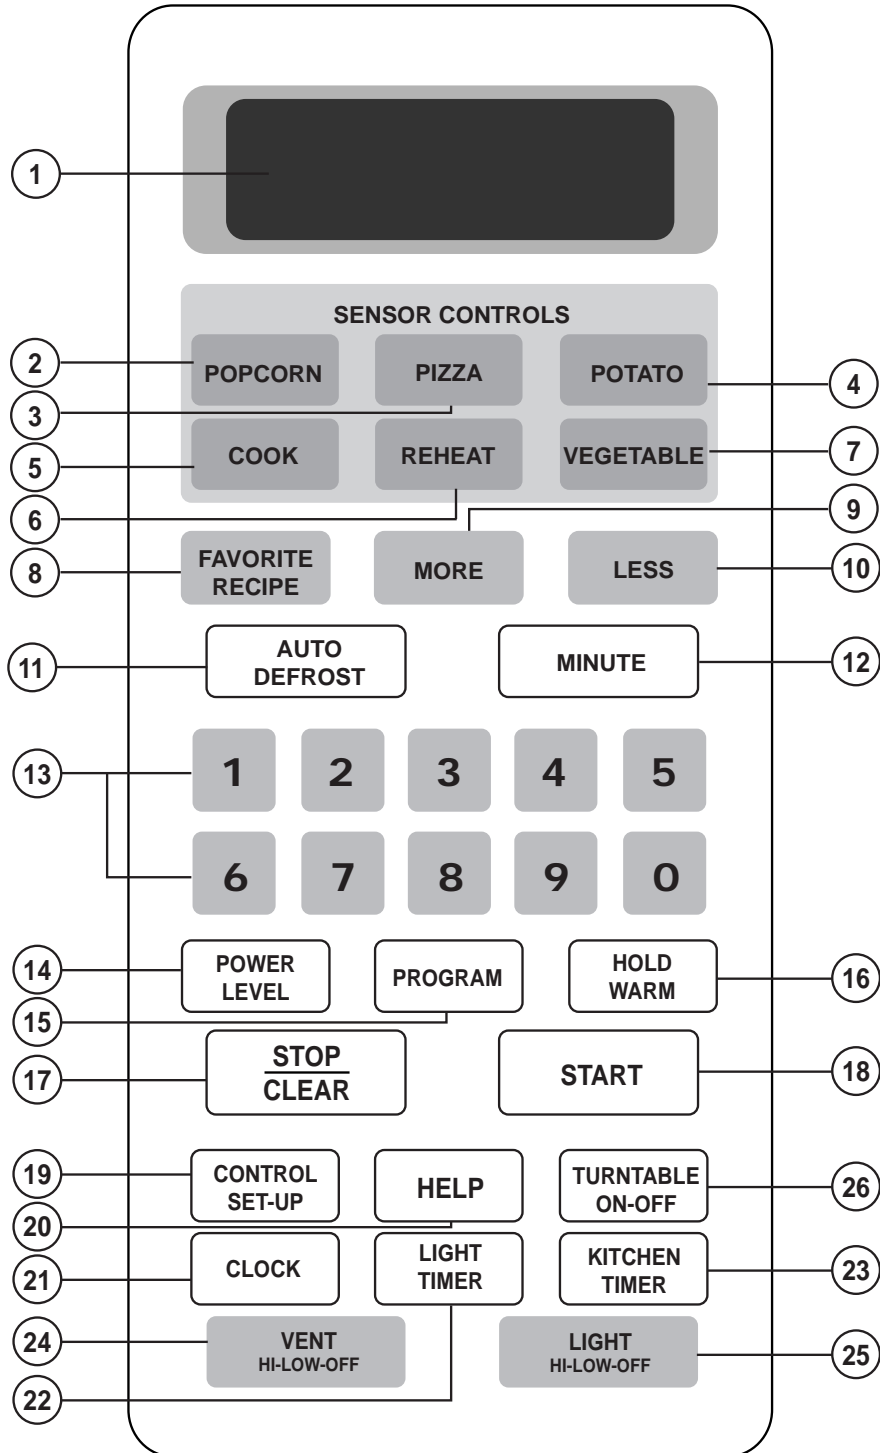 1
SENSOR CONTROLS
2
POPCORN
PIZZA
POTATO
4
3
5
COOK
REHEAT
VEGETABLE
7
6
9
8
FAVORITE
RECIPE
MORE
LESS
10
11
AUTO
DEFROST
MINUTE
12
13
1 2 3 4 5
6 7 8 9 0
14
POWER
LEVEL
PROGRAM
HOLD
WARM
16
15
17
STOP
CLEAR
START
18
19
CONTROL
SET-UP
HELP
TURNTABLE
ON-OFF
26
20
21
CLOCK
LIGHT
TIMER
KITCHEN
TIMER
23
24
VENT
HI-LOW-OFF
LIGHT
HI-LOW-OFF
25
22